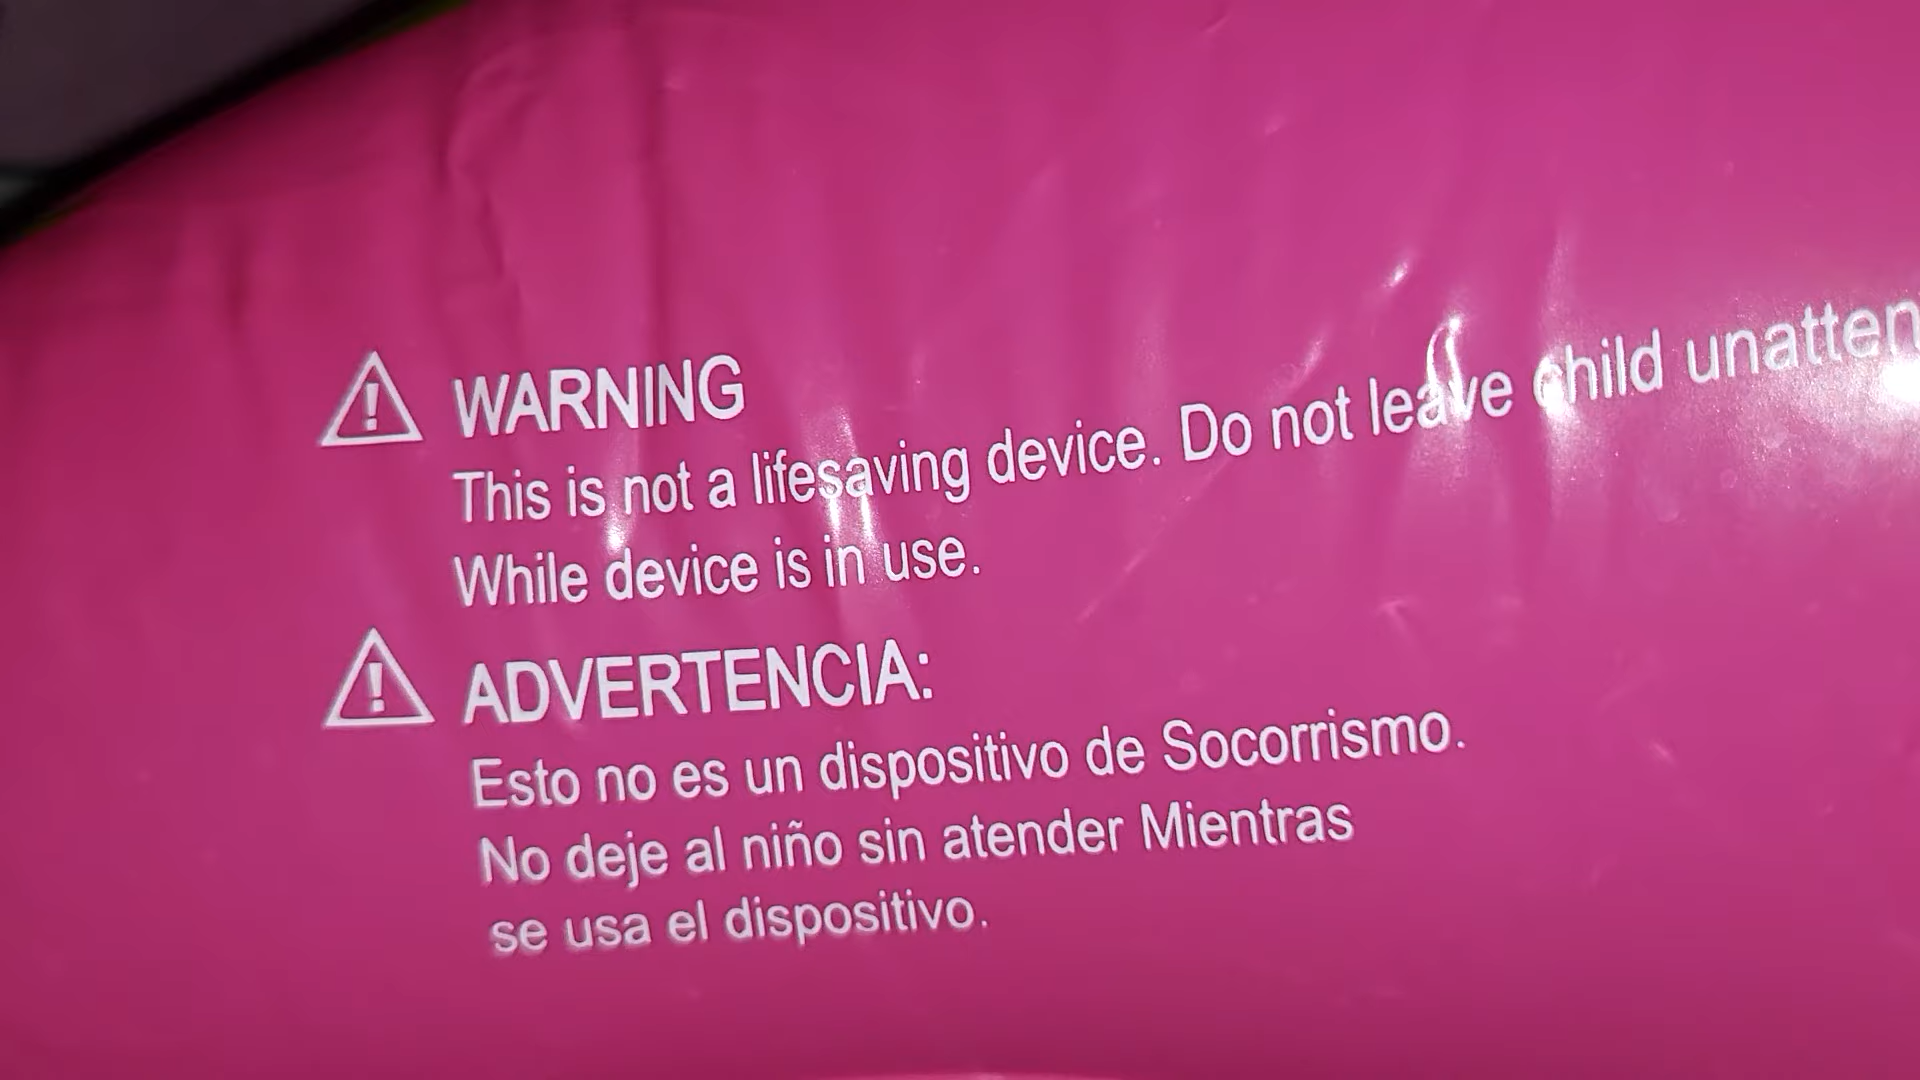 WARNING
This is not a lifesaving device. Do not leave child unatten
While device is in use.
ADVERTENCIA:
Esto no es un dispositivo de Socorrismo.
No deje al niño sin atender Mientras
se usa el dispositivo.